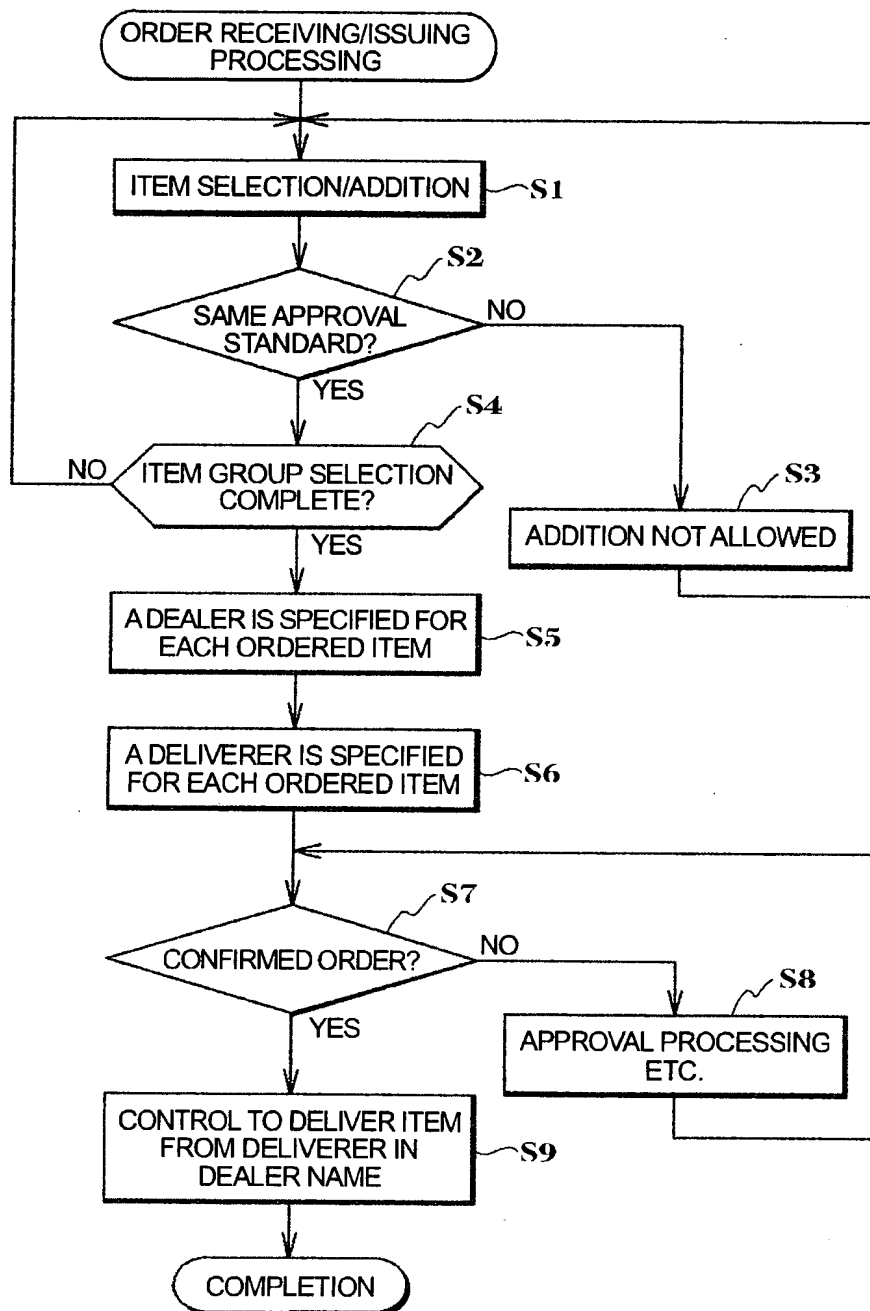 ORDER RECEIVING/ISSUING
PROCESSING
ITEM SELECTION/ADDITION
S1
S2
SAME APPROVAL
STANDARD?
NO
YES
S4
NO
ITEM GROUP SELECTION
COMPLETE?
YES
S3
ADDITION NOT ALLOWED
A DEALER IS SPECIFIED FOR
EACH ORDERED ITEM
S5
A DELIVERER IS SPECIFIED
FOR EACH ORDERED ITEM
S6
S7
CONFIRMED ORDER?
NO
YES
S8
APPROVAL PROCESSING
ETC.
CONTROL TO DELIVER ITEM
FROM DELIVERER IN
DEALER NAME
S9
COMPLETION